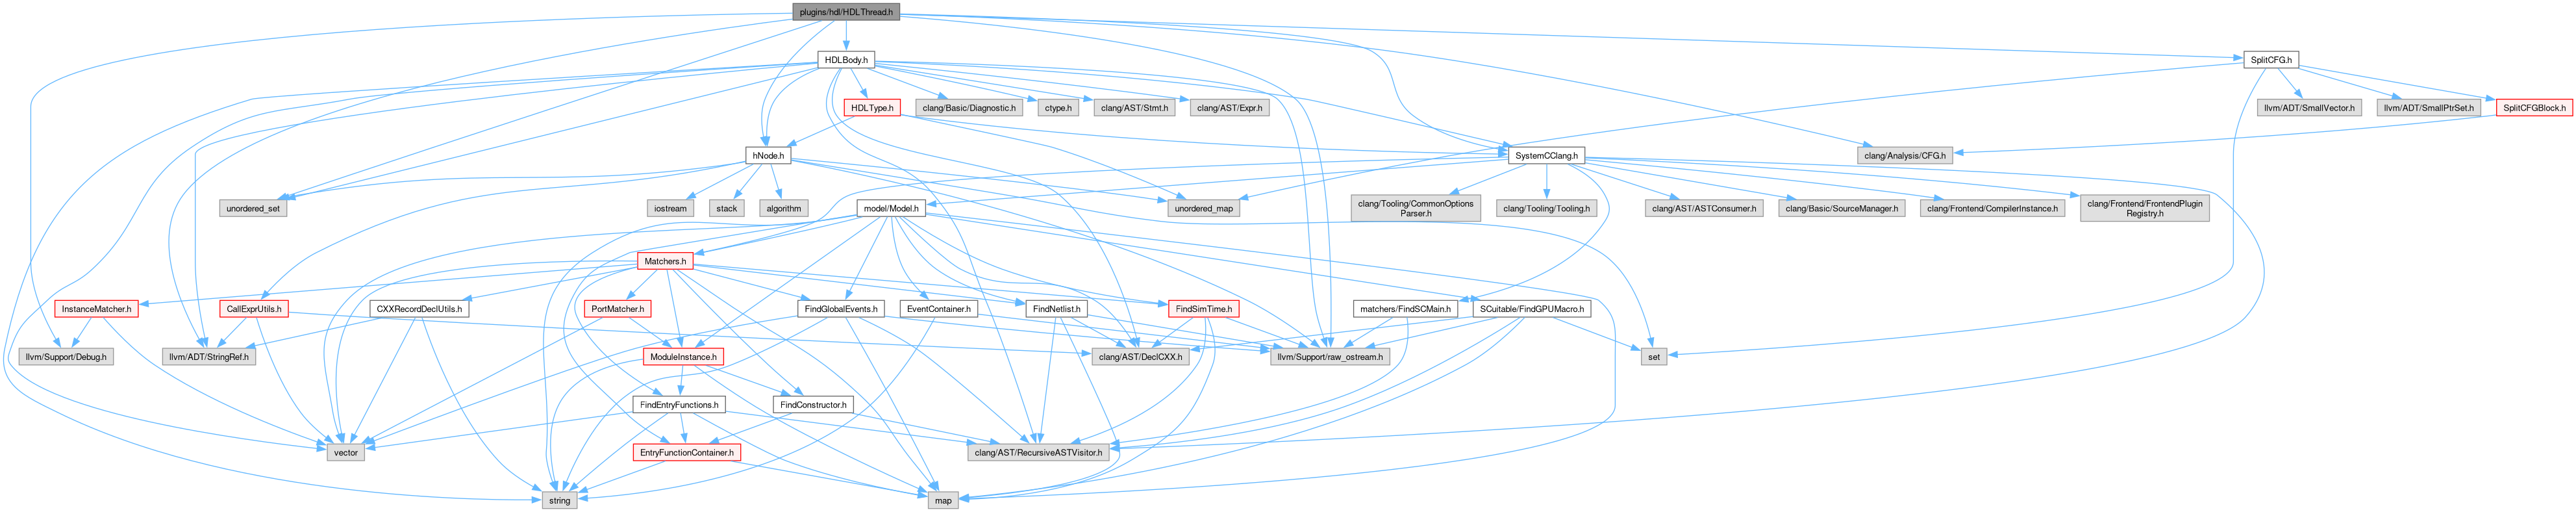 plugins/hdl/HDLThread.h
HDLBody.h
SplitCFG.h
HDLType.h
clang/Basic/Diagnostic.h
ctype.h
clang/AST/Stmt.h
clang/AST/Expr.h
llvm/ADT/SmallVector.h
llvm/ADT/SmallPtrSet.h
SplitCFGBlock.h
hNode.h
SystemCClang.h
clang/Analysis/CFG.h
unordered_set
iostream
stack
algorithm
model/Model.h
unordered_map
clang/Tooling/CommonOptions
Parser.h
clang/Tooling/Tooling.h
clang/AST/ASTConsumer.h
clang/Basic/SourceManager.h
clang/Frontend/CompilerInstance.h
clang/Frontend/FrontendPlugin
Registry.h
Matchers.h
InstanceMatcher.h
CallExprUtils.h
CXXRecordDeclUtils.h
PortMatcher.h
FindGlobalEvents.h
EventContainer.h
FindNetlist.h
FindSimTime.h
matchers/FindSCMain.h
SCuitable/FindGPUMacro.h
llvm/Support/Debug.h
llvm/ADT/StringRef.h
ModuleInstance.h
clang/AST/DeclCXX.h
llvm/Support/raw_ostream.h
set
FindEntryFunctions.h
FindConstructor.h
vector
EntryFunctionContainer.h
clang/AST/RecursiveASTVisitor.h
string
map